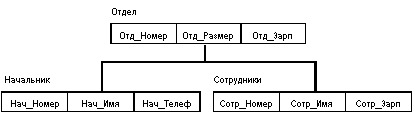 Отдел
Отд_Номер Отд_Размер Отд_Зарп
Начальник Сотрудники
Нач_Номер Нач_Имя Нач_Телеф Сотр_Номер Сотр_Имя Сотр_Зарп